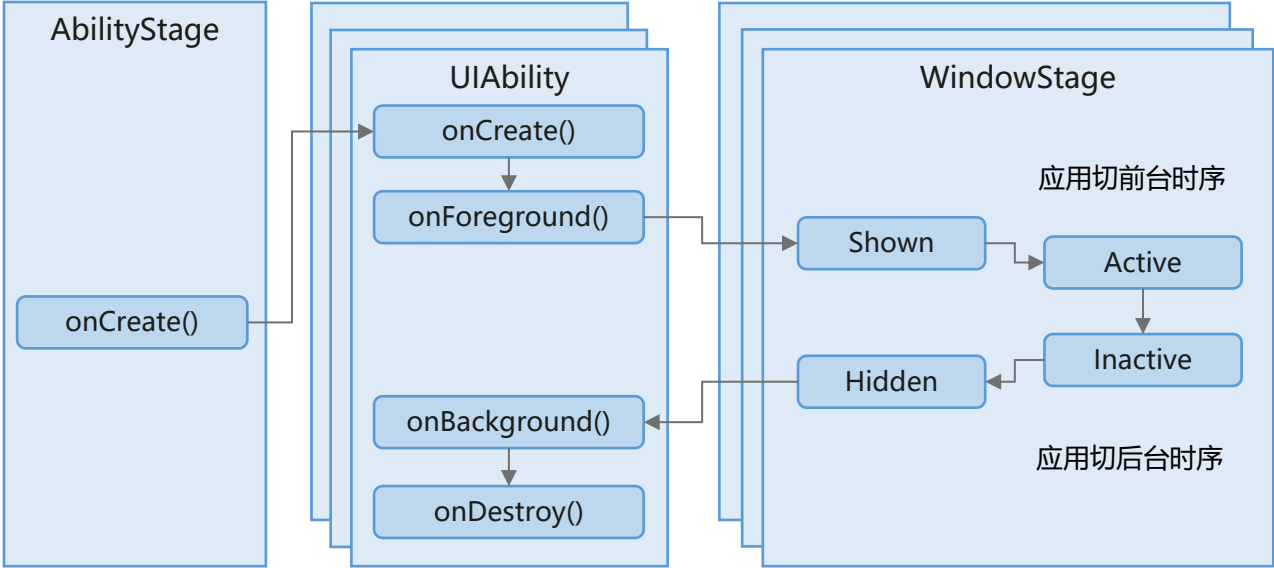 AbilityStage
onCreate()
UIAbility
onCreate()
onForeground()
onBackground()
onDestroy()
WindowStage
应用切前台时序
Shown
Active
Inactive
Hidden
应用切后台时序